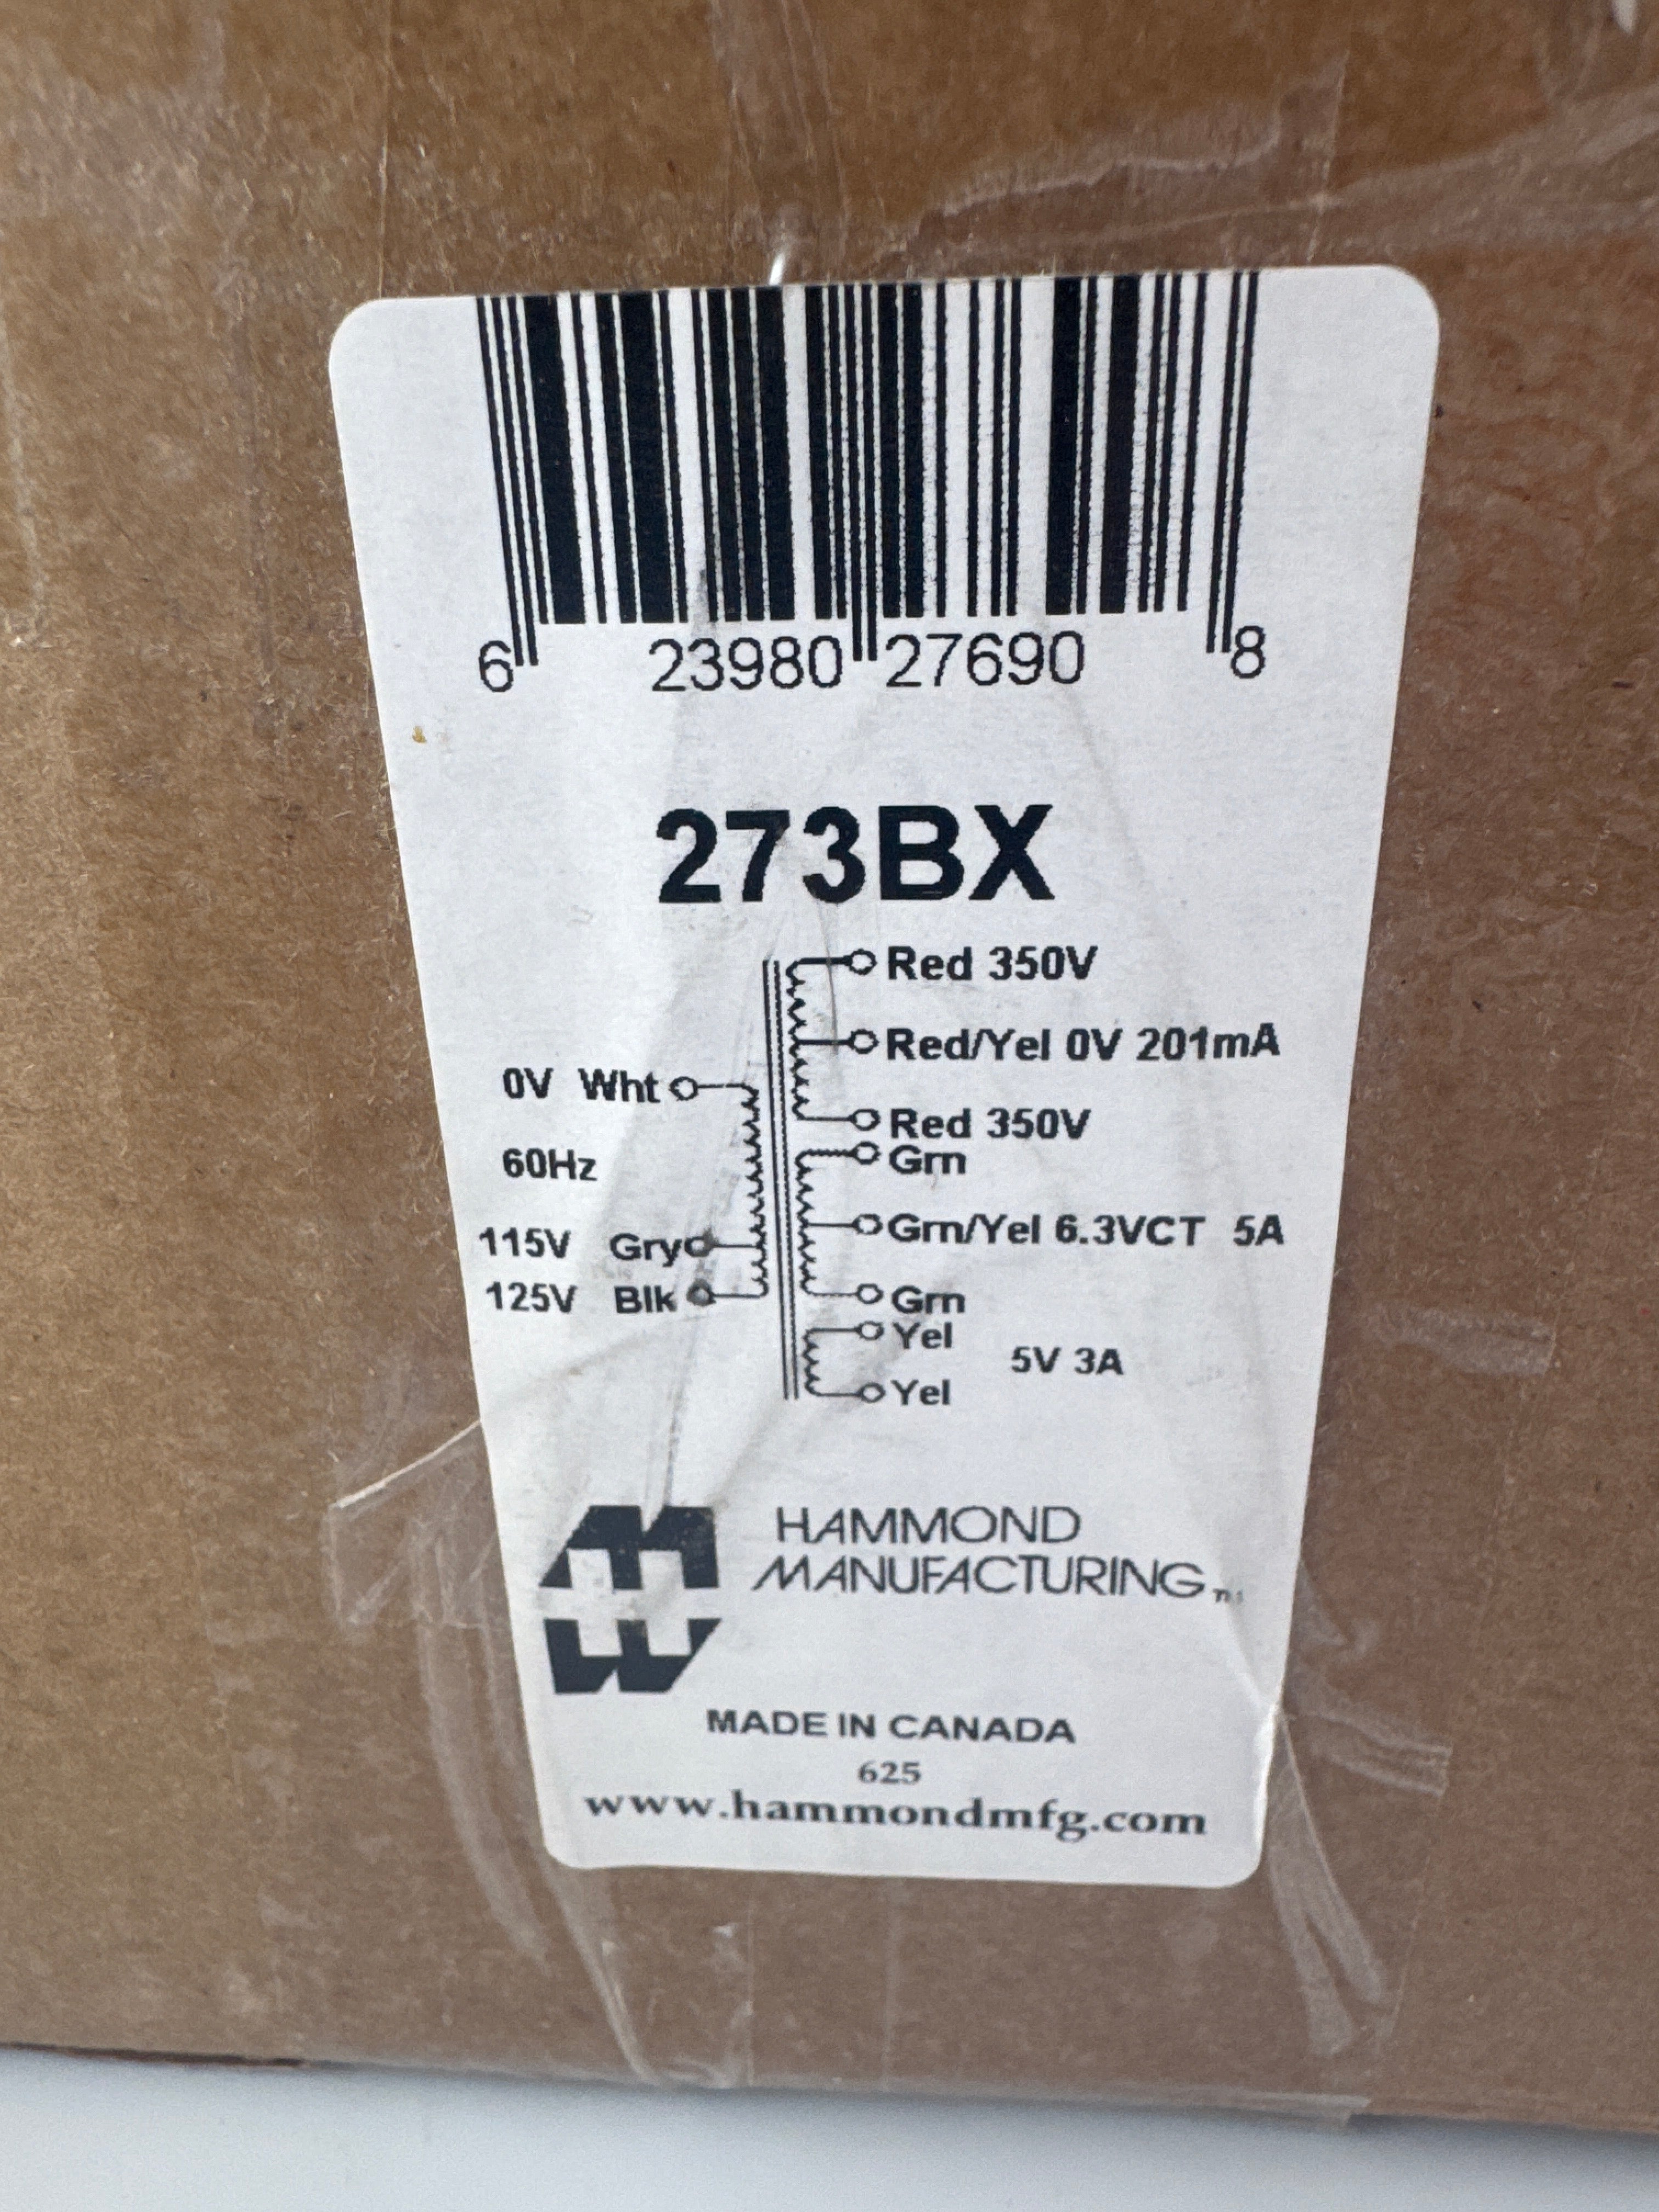 6 23980 27690 8
273BX
Red 350V
Red/Yel 0V 201mA
0V Wht
Red 350V
Grn
60Hz
Grn/Yel 6.3VCT 5A
115V Gry
125V Blk
Grn
Yel
5V 3A
Yel
HAMMOND
MANUFACTURING™
MADE IN CANADA
625
www.hammondmfg.com